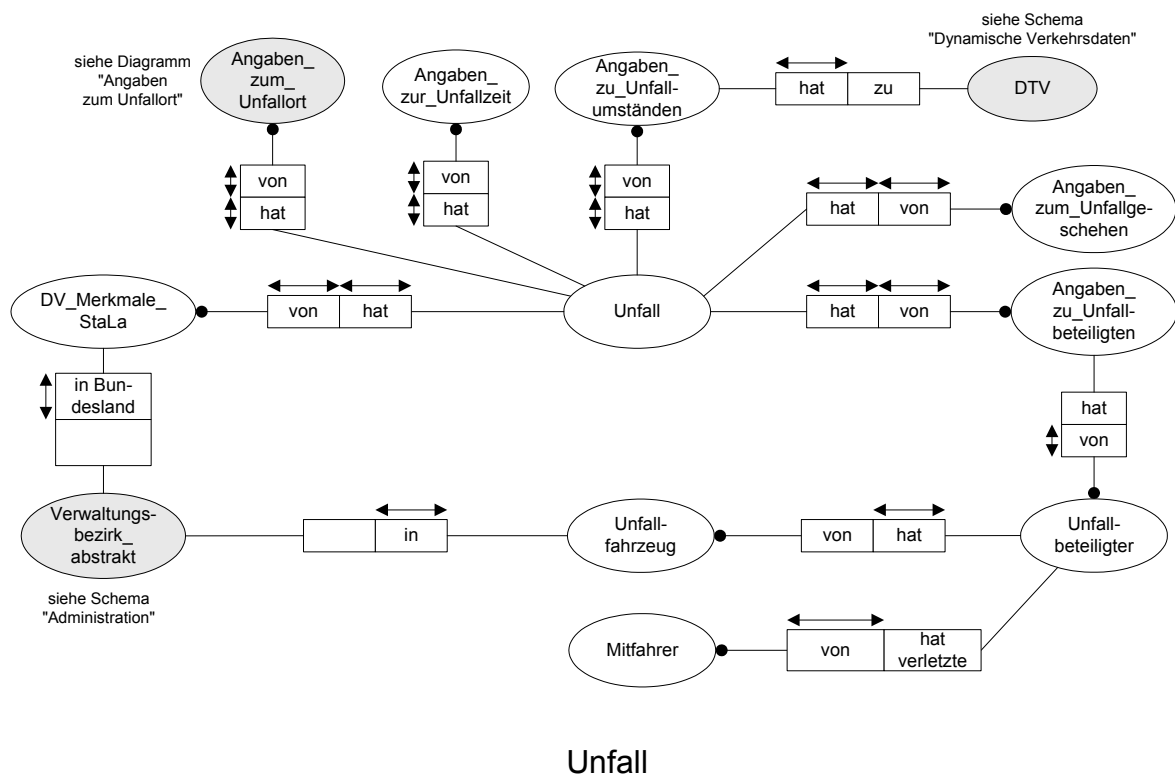 siehe Schema
"Dynamische Verkehrsdaten"
siehe Diagramm
"Angaben
zum Unfallort"
Angaben_
zum_
Unfallort
Angaben_
zur_Unfallzeit
Angaben_
zu_Unfall-
umständen
hat
zu
DTV
von
hat
von
hat
von
hat
hat
von
Angaben_
zum_Unfallge-
schehen
DV_Merkmale_
StaLa
von
hat
Unfall
hat
von
Angaben_
zu_Unfall-
beteiligten
in Bun-
desland
hat
von
Verwaltungs-
bezirk_
abstrakt
in
Unfall-
fahrzeug
von
hat
Unfall-
beteiligter
siehe Schema
"Administration"
Mitfahrer
von
hat
verletzte
Unfall